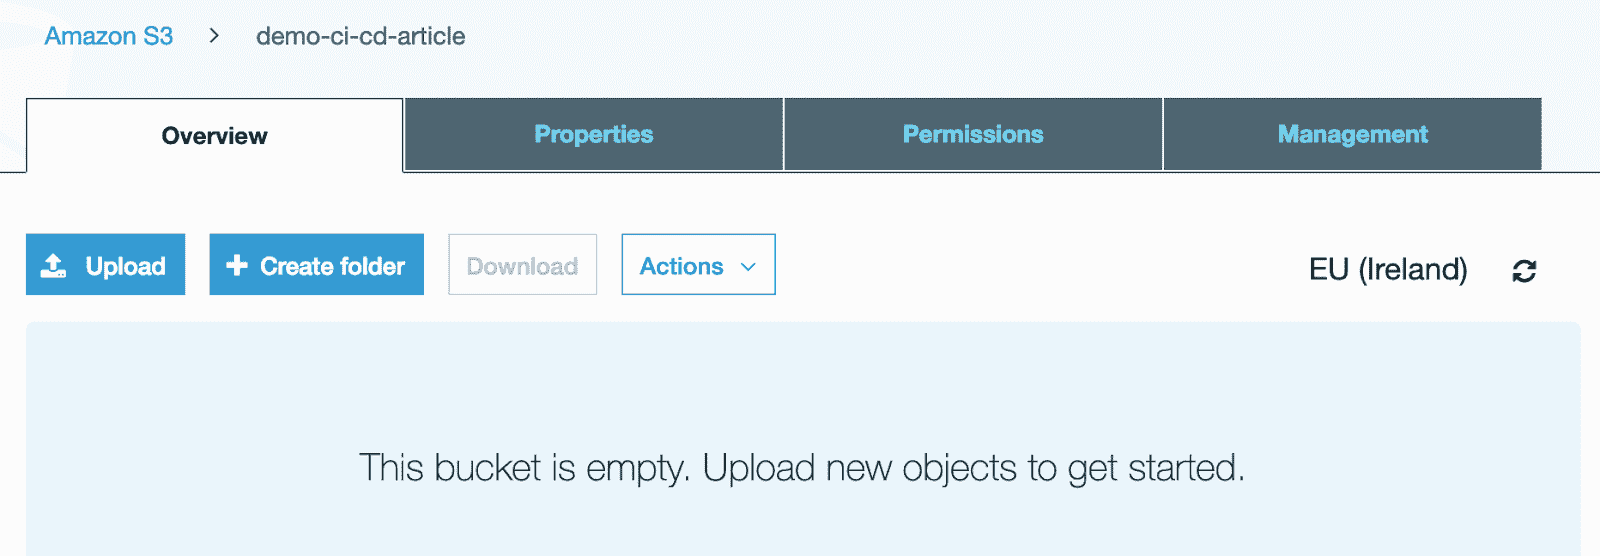 Amazon S3 > demo-ci-cd-article
Overview Properties Permissions Management
Upload + Create folder Download Actions EU (Ireland)
This bucket is empty. Upload new objects to get started.